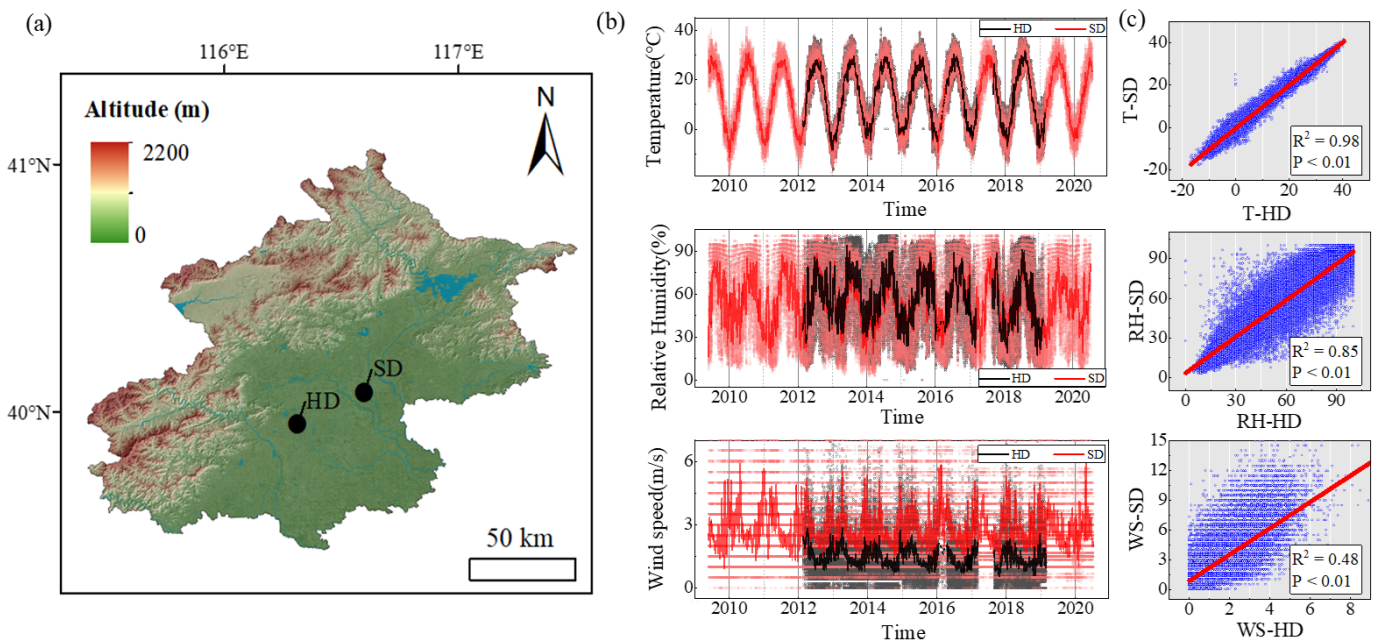 (a)
116°E
117°E
Altitude (m)
2200
0
N
41°N
40°N
SD
HD
50 km
(b)
HD
SD
Temperature(°C)
40
20
0
2010
2012
2014
2016
2018
2020
Time
HD
SD
Relative Humidity(%)
90
60
30
0
2010
2012
2014
2016
2018
2020
Time
HD
SD
Wind speed(m/s)
6
3
0
2010
2012
2014
2016
2018
2020
Time
(c)
T-SD
40
20
0
-20
R² = 0.98
P < 0.01
-20
0
20
40
T-HD
RH-SD
90
60
30
0
R² = 0.85
P < 0.01
0
30
60
90
RH-HD
WS-SD
15
12
9
6
3
0
R² = 0.48
P < 0.01
0
2
4
6
8
WS-HD